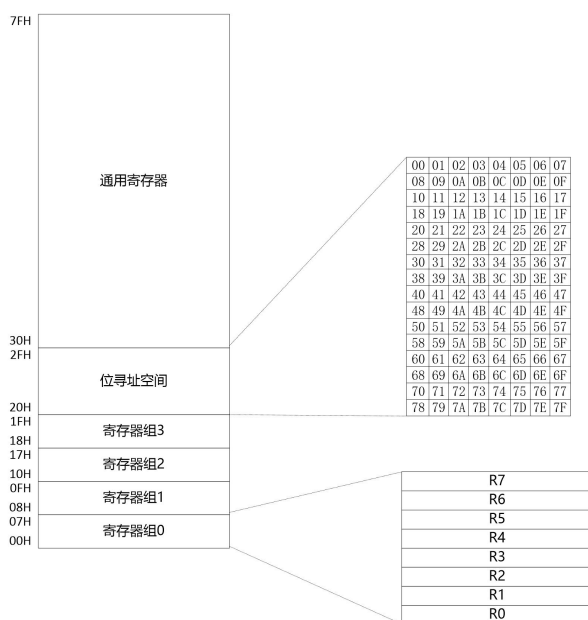 7FH
通用寄存器
30H
2FH
位寻址空间
20H
1FH
寄存器组3
18H
17H
寄存器组2
10H
0FH
寄存器组1
08H
07H
寄存器组0
00H
00 01 02 03 04 05 06 07
08 09 0A 0B 0C 0D 0E 0F
10 11 12 13 14 15 16 17
18 19 1A 1B 1C 1D 1E 1F
20 21 22 23 24 25 26 27
28 29 2A 2B 2C 2D 2E 2F
30 31 32 33 34 35 36 37
38 39 3A 3B 3C 3D 3E 3F
40 41 42 43 44 45 46 47
48 49 4A 4B 4C 4D 4E 4F
50 51 52 53 54 55 56 57
58 59 5A 5B 5C 5D 5E 5F
60 61 62 63 64 65 66 67
68 69 6A 6B 6C 6D 6E 6F
70 71 72 73 74 75 76 77
78 79 7A 7B 7C 7D 7E 7F
R7
R6
R5
R4
R3
R2
R1
R0